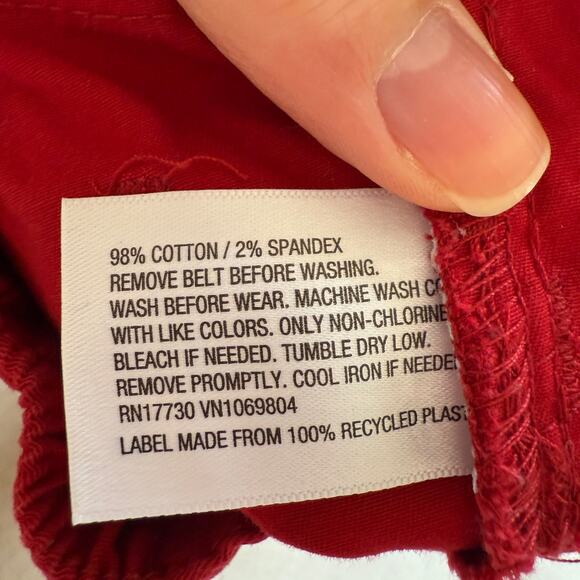 98% COTTON / 2% SPANDEX
REMOVE BELT BEFORE WASHING.
WASH BEFORE WEAR. MACHINE WASH
WITH LIKE COLORS. ONLY NON-CHLORINE
BLEACH IF NEEDED. TUMBLE DRY LOW.
REMOVE PROMPTLY. COOL IRON IF
RN17730 VN1069804
LABEL MADE FROM 100% RECYCLED